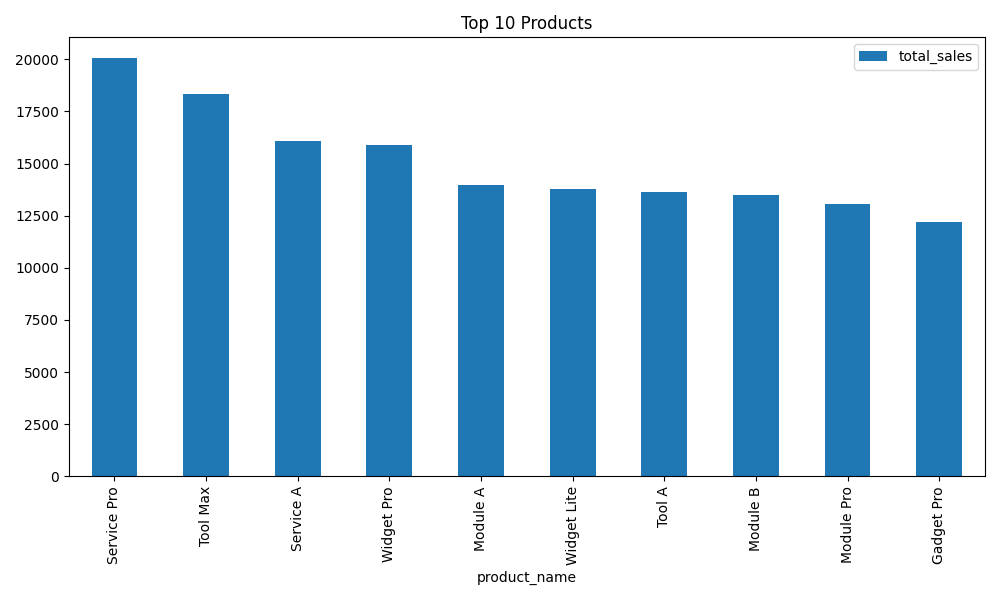 Top 10 Products
total_sales
20000
17500
15000
12500
10000
7500
5000
2500
0
Service Pro
Tool Max
Service A
Widget Pro
Module A
Widget Lite
Tool A
Module B
Module Pro
Gadget Pro
product_name